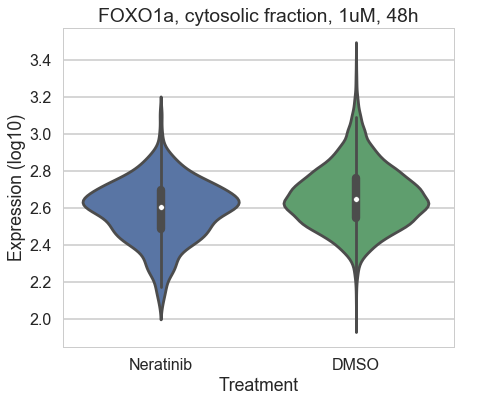 FOXO1a, cytosolic fraction, 1uM, 48h
Expression (log10)
3.4
3.2
3.0
2.8
2.6
2.4
2.2
2.0
Neratinib DMSO
Treatment